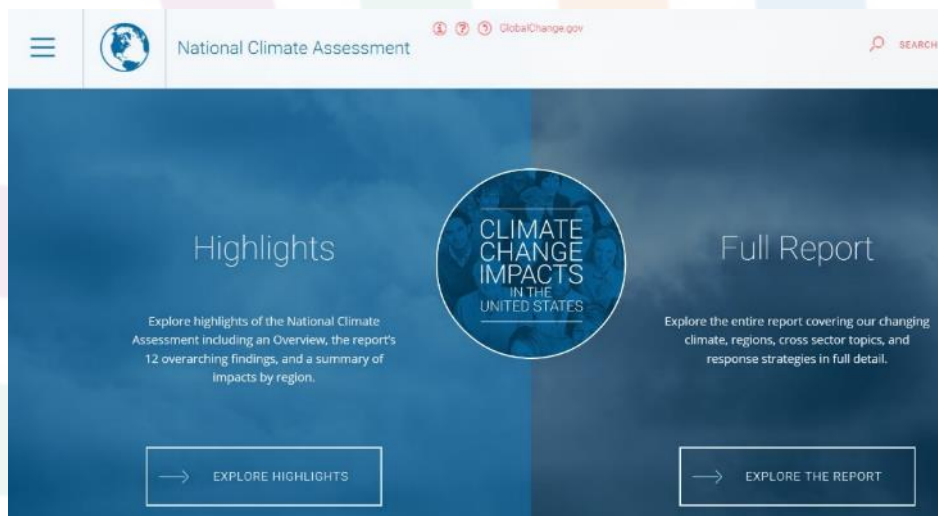 GlobalChange.gov
National Climate Assessment
SEARCH
CLIMATE
CHANGE
IMPACTS
IN THE
UNITED STATES
Highlights
Explore highlights of the National Climate
Assessment including an Overview, the report's
12 overarching findings, and a summary of
impacts by region.
EXPLORE HIGHLIGHTS
Full Report
Explore the entire report covering our changing
climate, regions, cross sector topics, and
response strategies in full detail.
EXPLORE THE REPORT